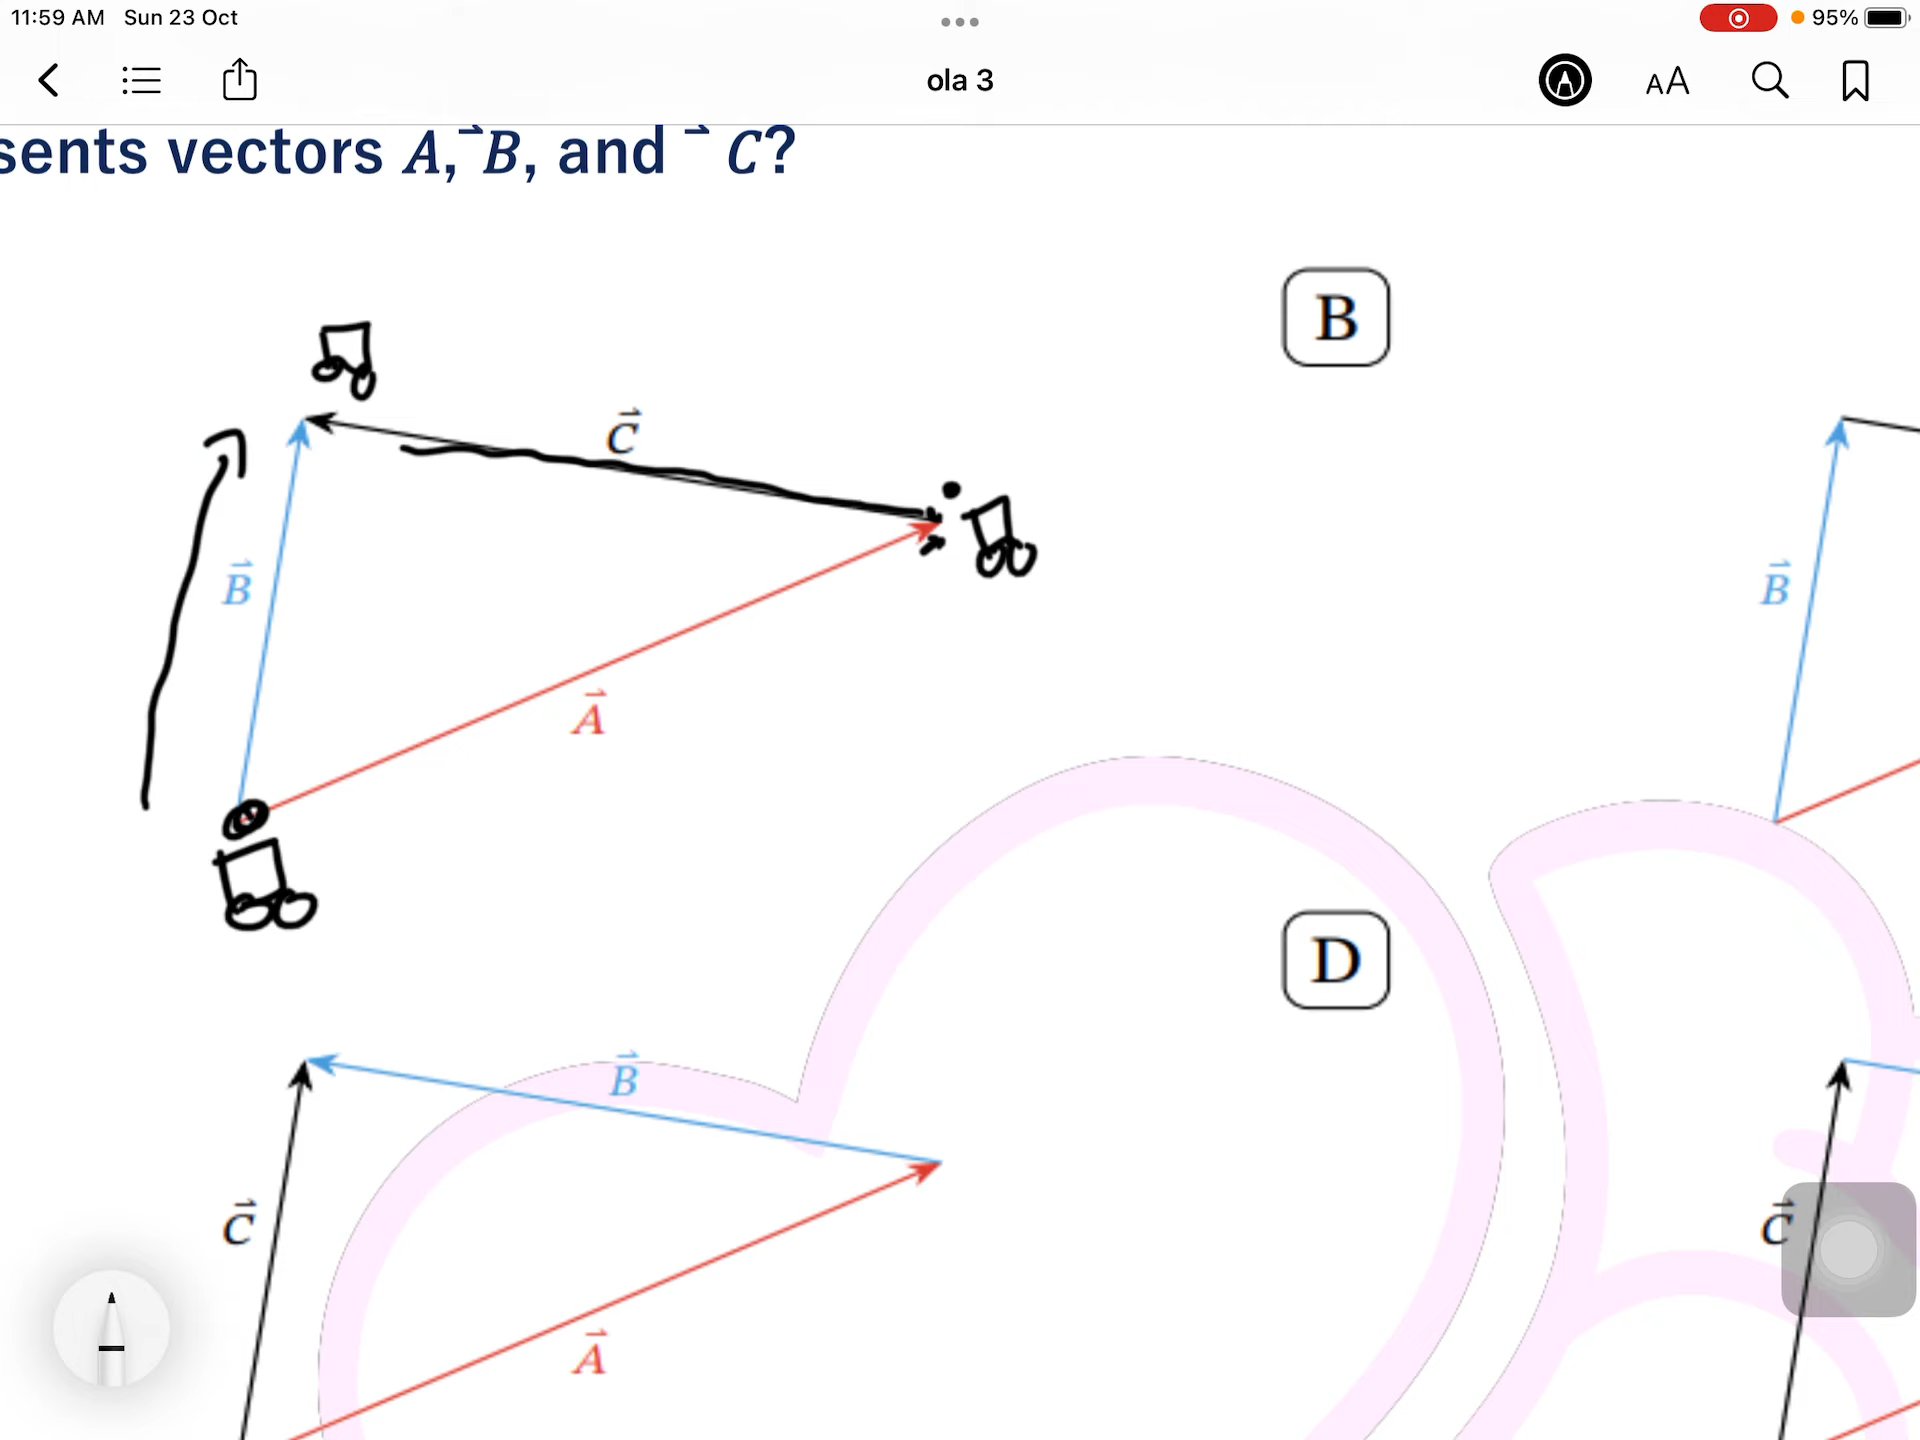 11:59 AM Sun 23 Oct
95%
ola 3
AA
sents vectors A, ⃗B, and ⃗ C?
B
C⃗
B⃗
B⃗
A⃗
D
B⃗
C⃗
C⃗
A⃗